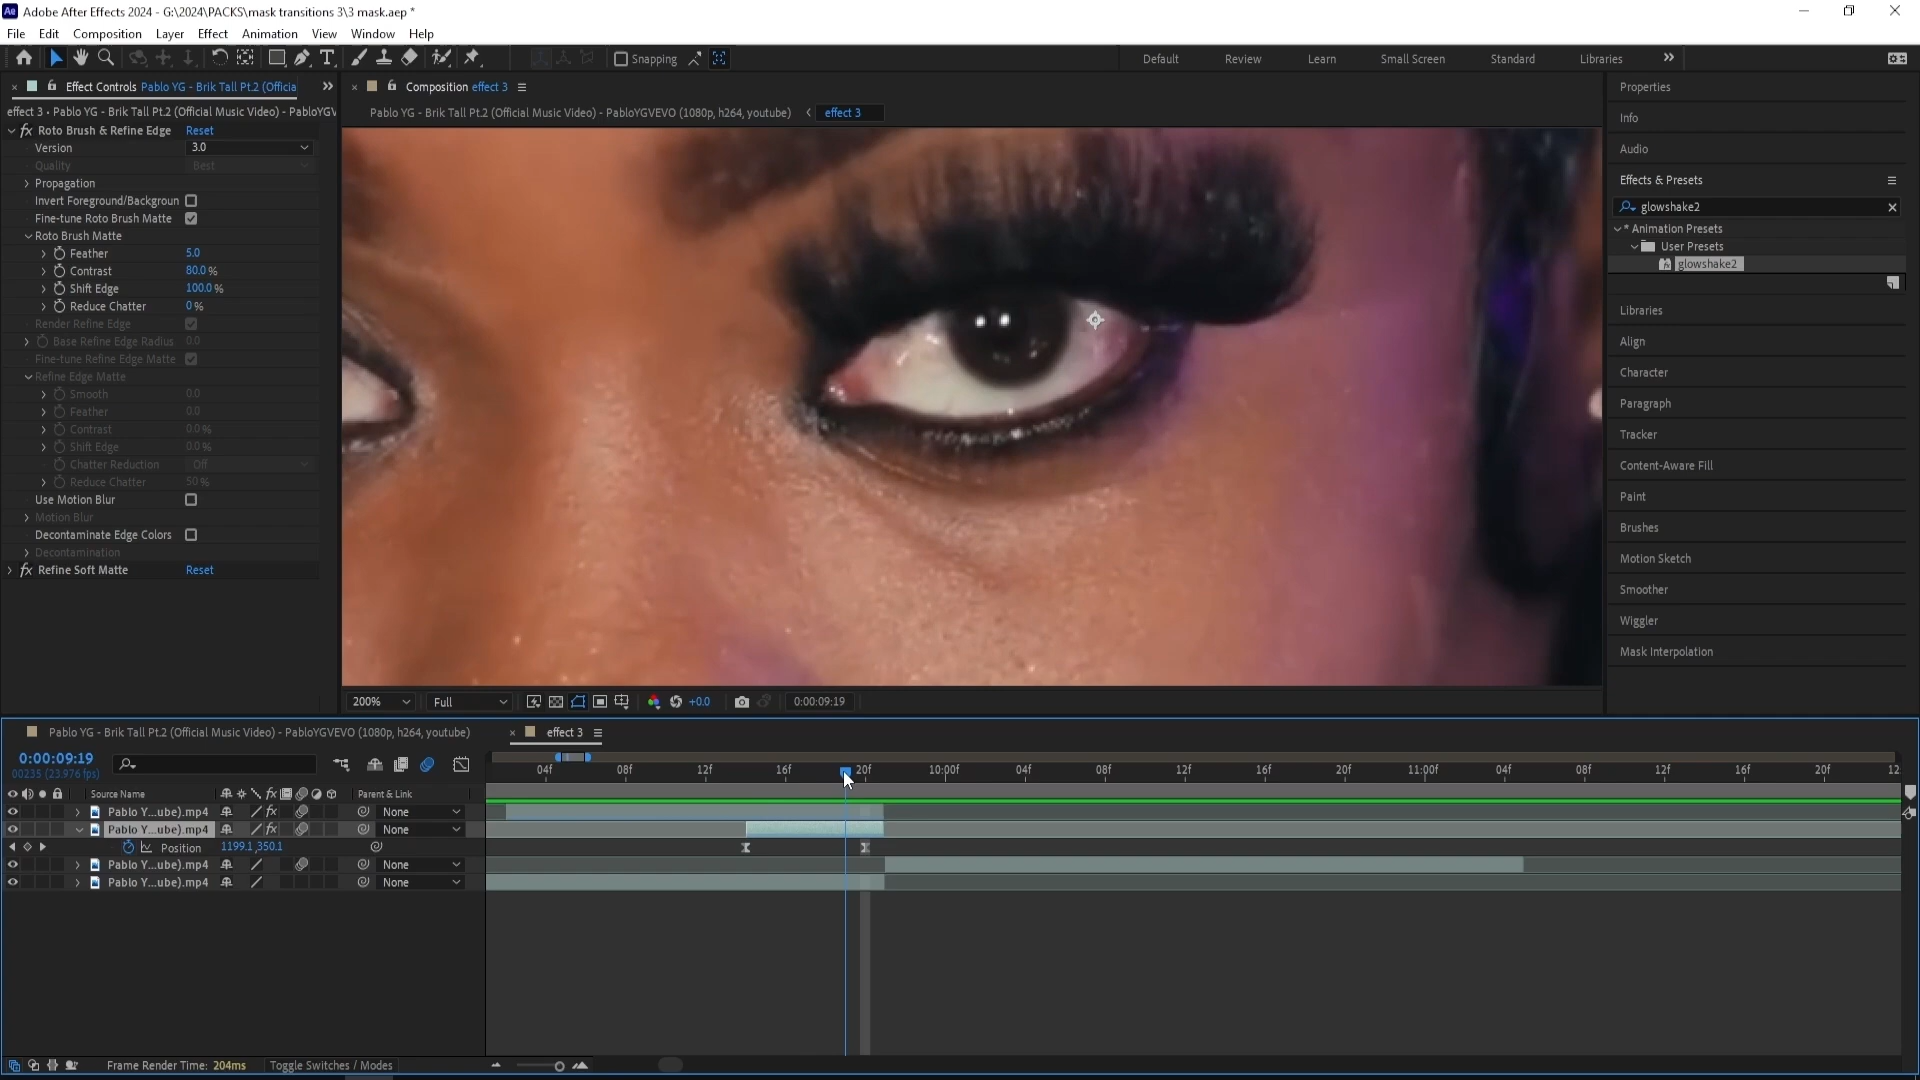 Adobe After Effects 2024 - G:\2024\PACKS\mask transitions 3\3 mask.aep *
File Edit Composition Layer Effect Animation View Window Help
Snapping Default Review Learn Small Screen Standard Libraries
Effect Controls Pablo YG - Brik Tall Pt.2 (Officia
effect 3 • Pablo YG - Brik Tall Pt.2 (Official Music Video) - PabloYGV
fx Roto Brush & Refine Edge Reset
Version 3.0
Quality Best
Propagation
Invert Foreground/Backgroun
Fine-tune Roto Brush Matte
Roto Brush Matte
Feather 5.0
Contrast 80.0 %
Shift Edge 100.0 %
Reduce Chatter 0 %
Render Refine Edge
Base Refine Edge Radius 0.0
Fine-tune Refine Edge Matte
Refine Edge Matte
Smooth 0.0
Feather 0.0
Contrast 0.0 %
Shift Edge 0.0 %
Chatter Reduction Off
Reduce Chatter 50 %
Use Motion Blur
Motion Blur
Decontaminate Edge Colors
Decontamination
fx Refine Soft Matte Reset
Composition effect 3
Pablo YG - Brik Tall Pt.2 (Official Music Video) - PabloYGVEVO (1080p, h264, youtube) effect 3
200% Full +0.0 0:00:09:19
Properties
Info
Audio
Effects & Presets
glowshake2
* Animation Presets
User Presets
glowshake2
Libraries
Align
Character
Paragraph
Tracker
Content-Aware Fill
Paint
Brushes
Motion Sketch
Smoother
Wiggler
Mask Interpolation
Pablo YG - Brik Tall Pt.2 (Official Music Video) - PabloYGVEVO (1080p, h264, youtube) effect 3
0:00:09:19
00235 (23.976 fps)
04f 08f 12f 16f 20f 10:00f 04f 08f 12f 16f 20f 11:00f 04f 08f 12f 16f 20f 12:
Source Name fx Parent & Link
Pablo Y...ube).mp4 fx None
Pablo Y...ube).mp4 fx None
Position 1199.1,350.1
Pablo Y...ube).mp4 None
Pablo Y...ube).mp4 None
Frame Render Time: 204ms Toggle Switches / Modes